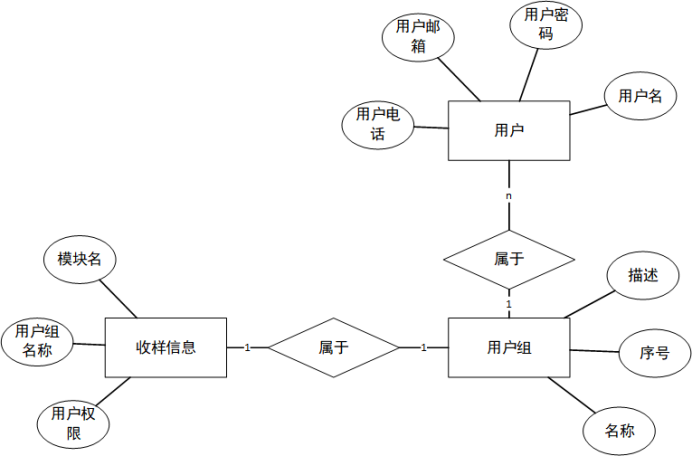 用户密
码
用户邮
箱
用户名
用户电
话
用户
n
属于
描述
模块名
1
用户组
名称
收样信息
1
属于
1
用户组
序号
用户权
限
名称